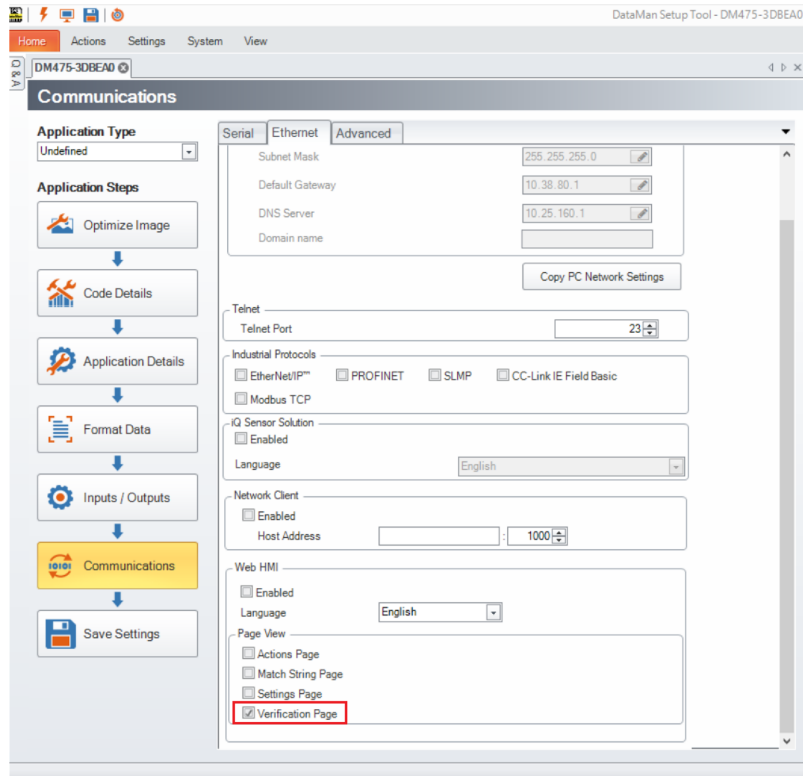 DataMan Setup Tool - DM475-3DBEA0
Home Actions Settings System View
Q & A
DM475-3DBEA0
Communications
Application Type
Undefined
Application Steps
Optimize Image
Code Details
Application Details
Format Data
Inputs / Outputs
Communications
Save Settings
Serial Ethernet Advanced
Subnet Mask 255.255.255.0
Default Gateway 10.38.80.1
DNS Server 10.25.160.1
Domain name
Copy PC Network Settings
Telnet
Telnet Port 23
Industrial Protocols
EtherNet/IP™ PROFINET SLMP CC-Link IE Field Basic
Modbus TCP
iQ Sensor Solution
Enabled
Language English
Network Client
Enabled
Host Address : 1000
Web HMI
Enabled
Language English
Page View
Actions Page
Match String Page
Settings Page
Verification Page